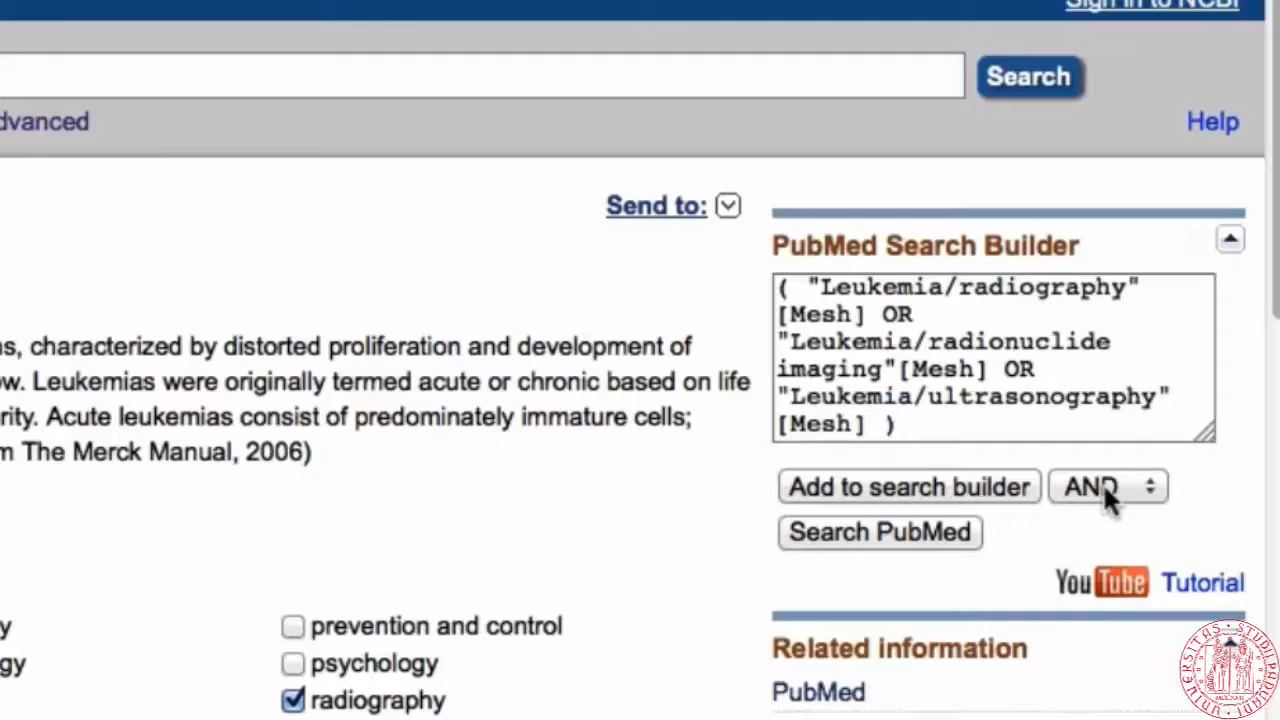 Sign in to NCBI
Search
dvanced
Help
Send to:
PubMed Search Builder
( "Leukemia/radiography"
[Mesh] OR
"Leukemia/radionuclide
imaging"[Mesh] OR
"Leukemia/ultrasonography"
[Mesh] )
ns, characterized by distorted proliferation and development of
ow. Leukemias were originally termed acute or chronic based on life
rity. Acute leukemias consist of predominately immature cells;
m The Merck Manual, 2006)
Add to search builder AND
Search PubMed
YouTube Tutorial
y prevention and control
gy psychology
radiography
Related information
PubMed